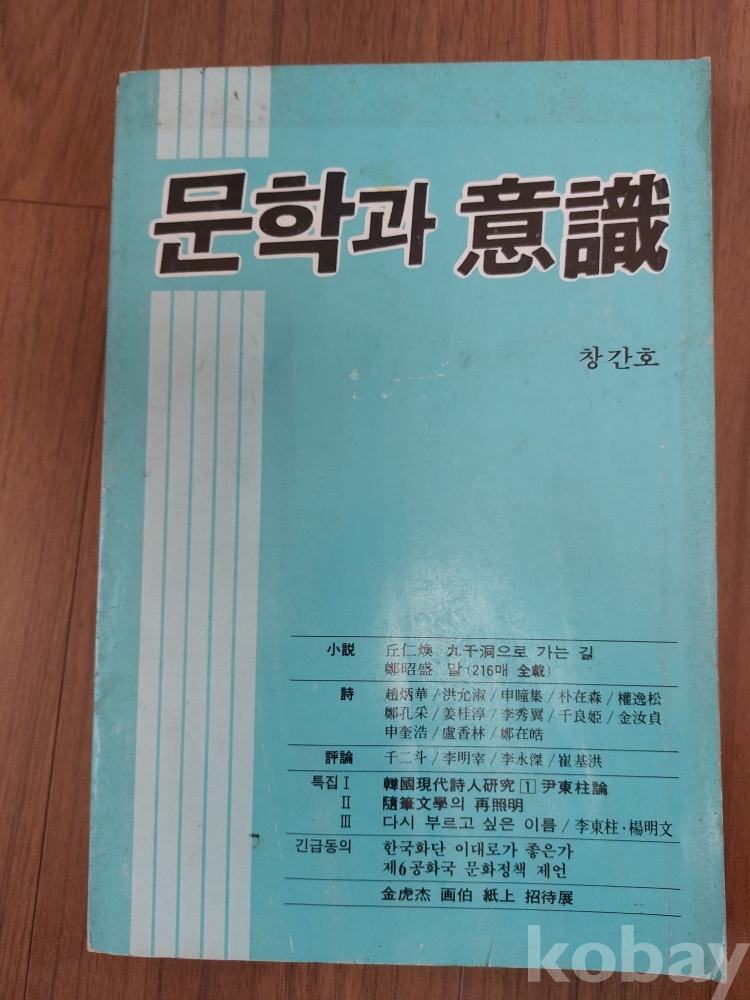 문학과 意識
창간호
小説 丘仁煥 九千洞으로 가는 길
鄭昭盛 말 (216매 全載)
詩 趙炳華 / 洪允淑 / 申瞳集 / 朴在森 / 權逸松
鄭孔采 / 姜桂淳 / 李秀翼 / 千良姬 / 金汝貞
申奎浩 / 盧香林 / 鄭在皓
評論 千二斗 / 李明宰 / 李永傑 / 崔基洪
특집 I 韓國現代詩人研究 1 尹東柱論
II 隨筆文學의 再照明
III 다시 부르고 싶은 이름 / 李東柱·楊明文
긴급동의 한국화단 이대로가 좋은가
제6공화국 문화정책 제언
金虎杰 画伯 紙上 招待展
kobay